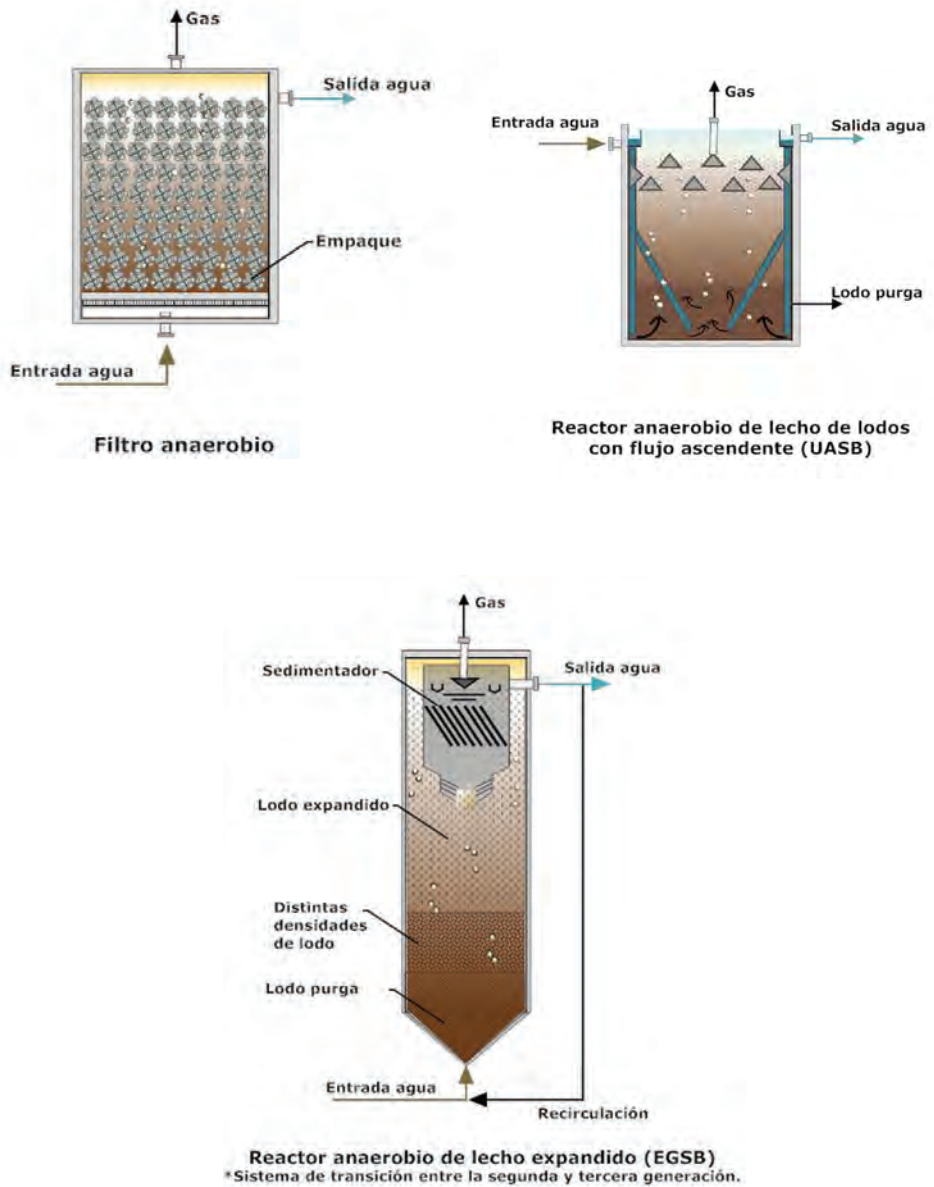 Gas
Salida agua
Empaque
Entrada agua
Filtro anaerobio
Gas
Entrada agua
Salida agua
Lodo purga
Reactor anaerobio de lecho de lodos
con flujo ascendente (UASB)
Gas
Sedimentador
Salida agua
Lodo expandido
Distintas
densidades
de lodo
Lodo purga
Entrada agua
Recirculación
Reactor anaerobio de lecho expandido (EGSB)
*Sistema de transición entre la segunda y tercera generación.